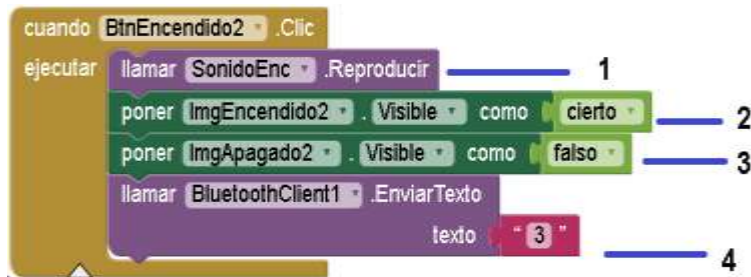 cuando BtnEncendido2 .Clic
ejecutar llamar SonidoEnc .Reproducir 1
poner ImgEncendido2 . Visible como cierto 2
poner ImgApagado2 . Visible como falso 3
llamar BluetoothClient1 .EnviarTexto
texto " 3 " 4